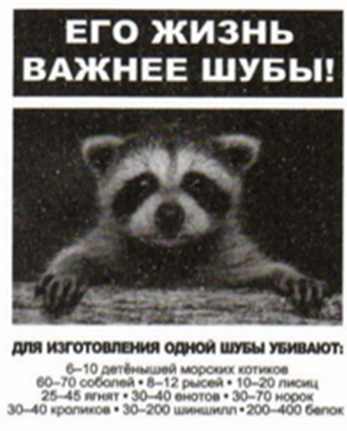 ЕГО ЖИЗНЬ
ВАЖНЕЕ ШУБЫ!
ДЛЯ ИЗГОТОВЛЕНИЯ ОДНОЙ ШУБЫ УБИВАЮТ:
6–10 детёнышей морских котиков
60–70 соболей • 8–12 рысей • 10–20 лисиц
25–45 ягнят • 30–40 енотов • 30–70 норок
30–40 кроликов • 30–200 шиншилл • 200–400 белок